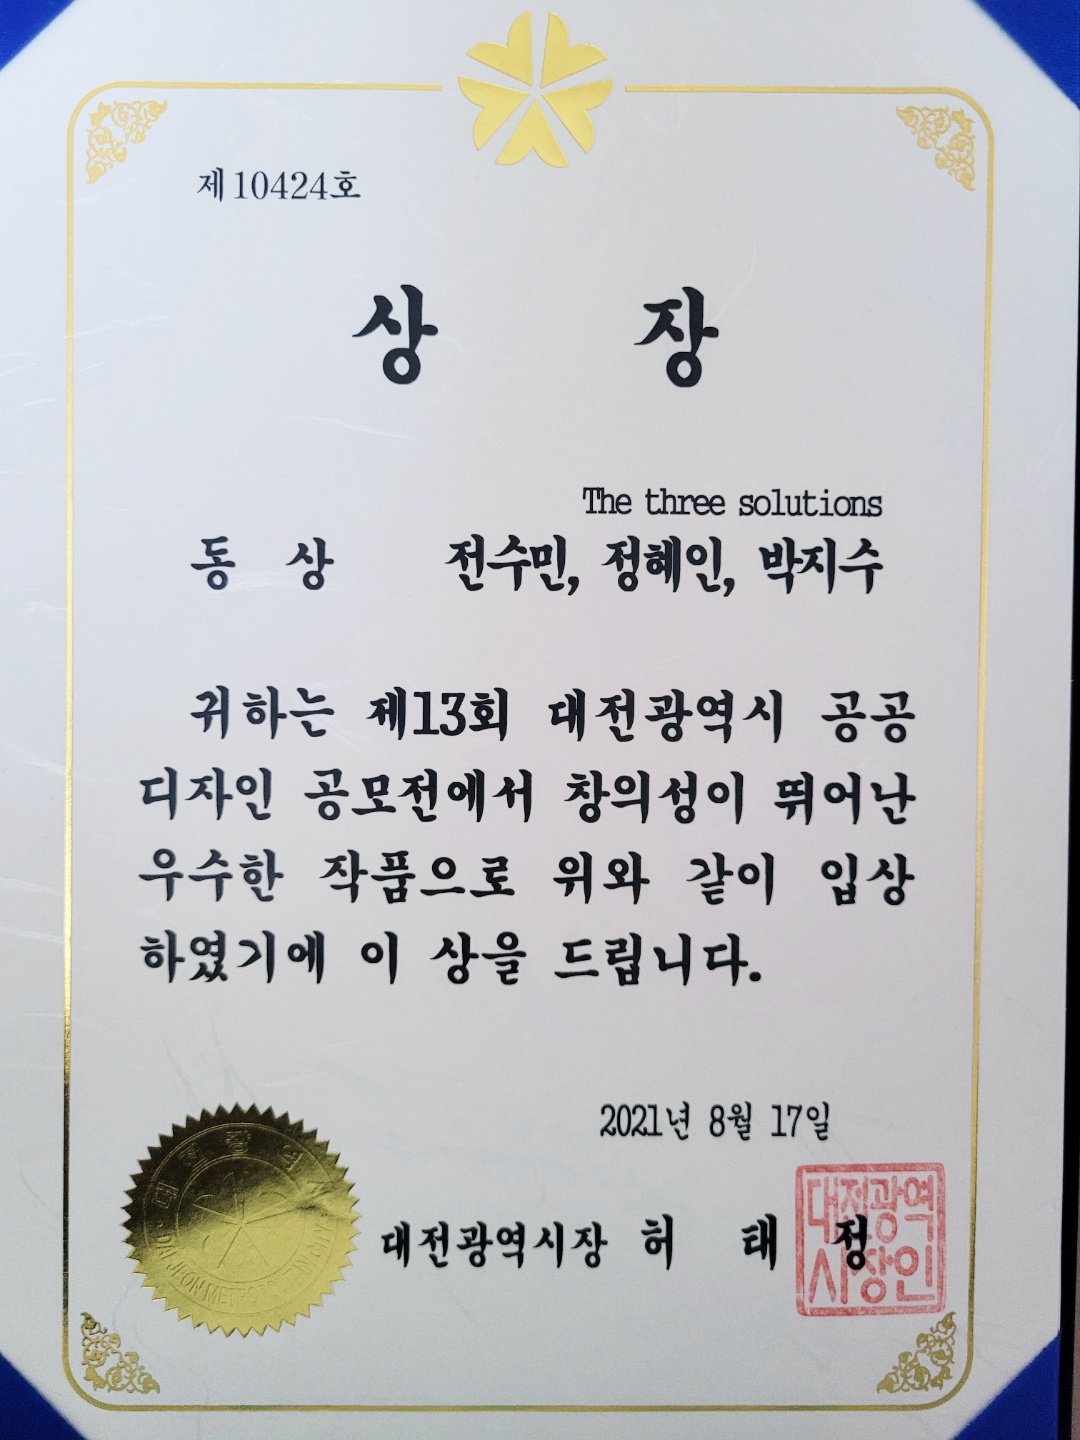 제10424호
상 장
The three solutions
동 상 전수민, 정혜인, 박지수
귀하는 제13회 대전광역시 공공
디자인 공모전에서 창의성이 뛰어난
우수한 작품으로 위와 같이 입상
하였기에 이 상을 드립니다.
2021년 8월 17일
대전광역시장 허 태 정
대전광역
시장인